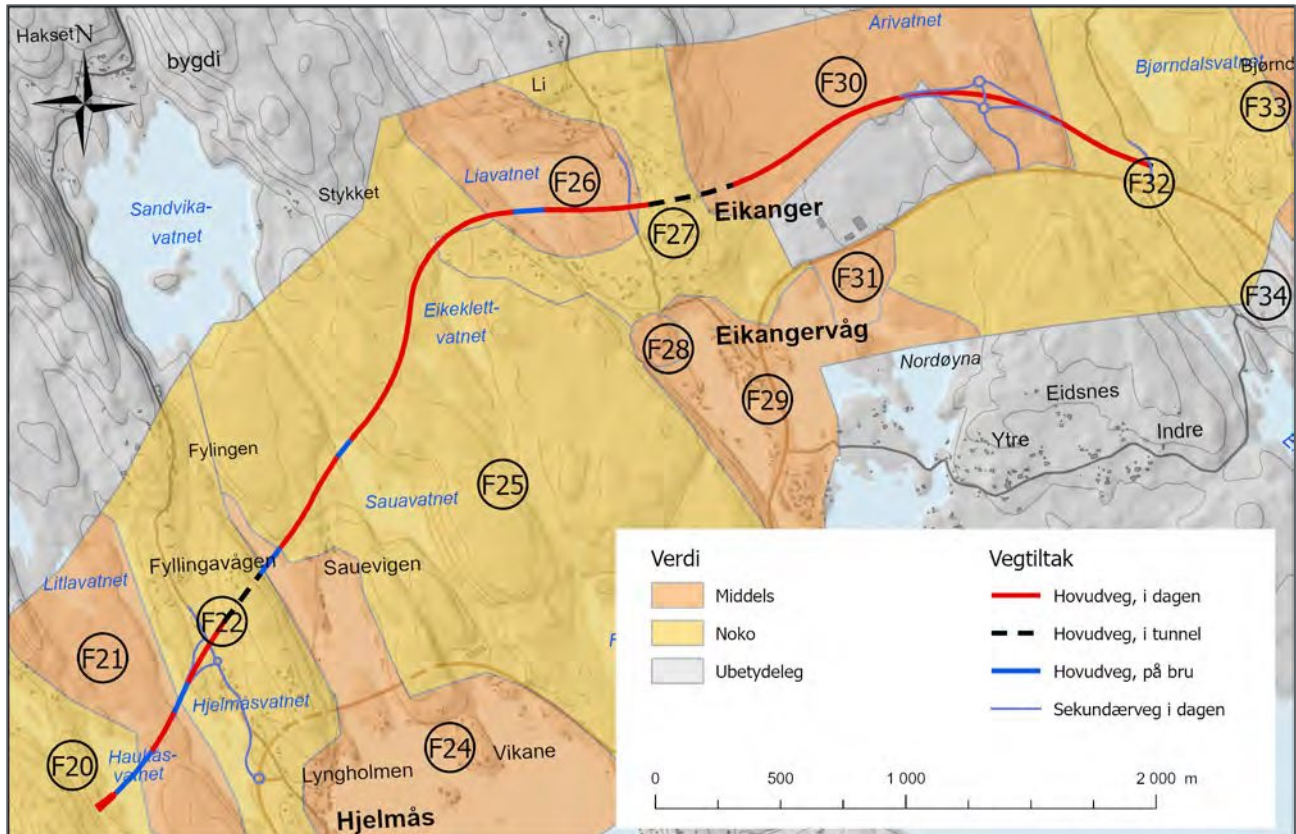 Hakset
N
bygdi
Arivatnet
Bjørndalsvatnet
Bjørnd
F30
F33
Li
Liavatnet
F26
Stykket
F32
Sandvika-
vatnet
Eikanger
F27
F31
F34
Eikeklett-
vatnet
Eikangervåg
F28
Nordøyna
F29
Eidsnes
Indre
Ytre
Fylingen
F25
Sauavatnet
Fyllingavågen
Sauevigen
Litlavatnet
F22
F21
Hjelmåsvatnet
F24
Vikane
Haukås-
vatnet
F20
Lyngholmen
Hjelmås
Verdi
Middels
Noko
Ubetydeleg
Vegtiltak
Hovudveg, i dagen
Hovudveg, i tunnel
Hovudveg, på bru
Sekundærveg i dagen
0 500 1 000 2 000 m